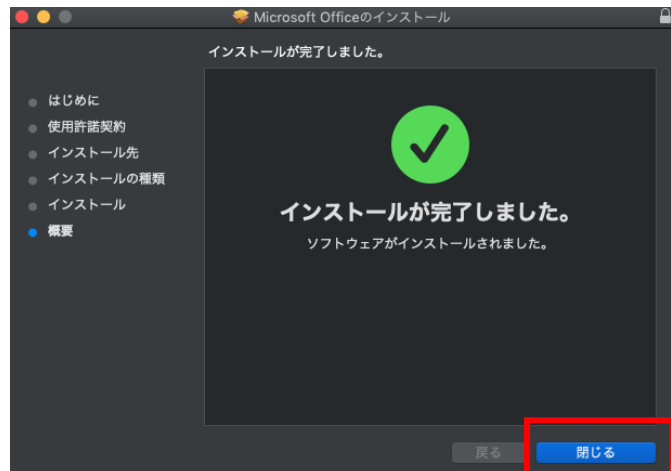 Microsoft Officeのインストール
インストールが完了しました。
はじめに
使用許諾契約
インストール先
インストールの種類
インストール
概要
インストールが完了しました。
ソフトウェアがインストールされました。
戻る
閉じる